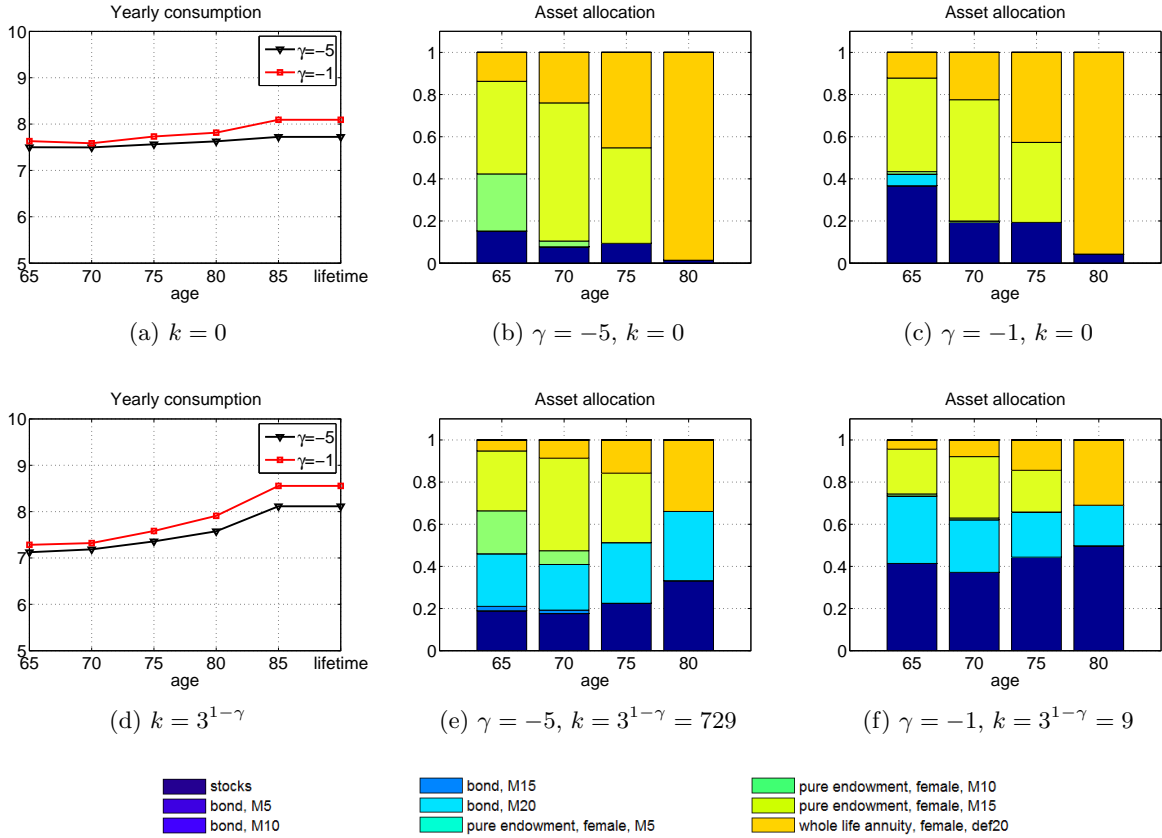 Yearly consumption
10
9
8
7
6
5
γ=−5
γ=−1
65 70 75 80 85 lifetime
age
(a) k = 0
Asset allocation
1
0.8
0.6
0.4
0.2
0
65 70 75 80
age
(b) γ = −5, k = 0
Asset allocation
1
0.8
0.6
0.4
0.2
0
65 70 75 80
age
(c) γ = −1, k = 0
Yearly consumption
10
9
8
7
6
5
γ=−5
γ=−1
65 70 75 80 85 lifetime
age
(d) k = 3^{1−γ}
Asset allocation
1
0.8
0.6
0.4
0.2
0
65 70 75 80
age
(e) γ = −5, k = 3^{1−γ} = 729
Asset allocation
1
0.8
0.6
0.4
0.2
0
65 70 75 80
age
(f) γ = −1, k = 3^{1−γ} = 9
stocks
bond, M5
bond, M10
bond, M15
bond, M20
pure endowment, female, M5
pure endowment, female, M10
pure endowment, female, M15
whole life annuity, female, def20